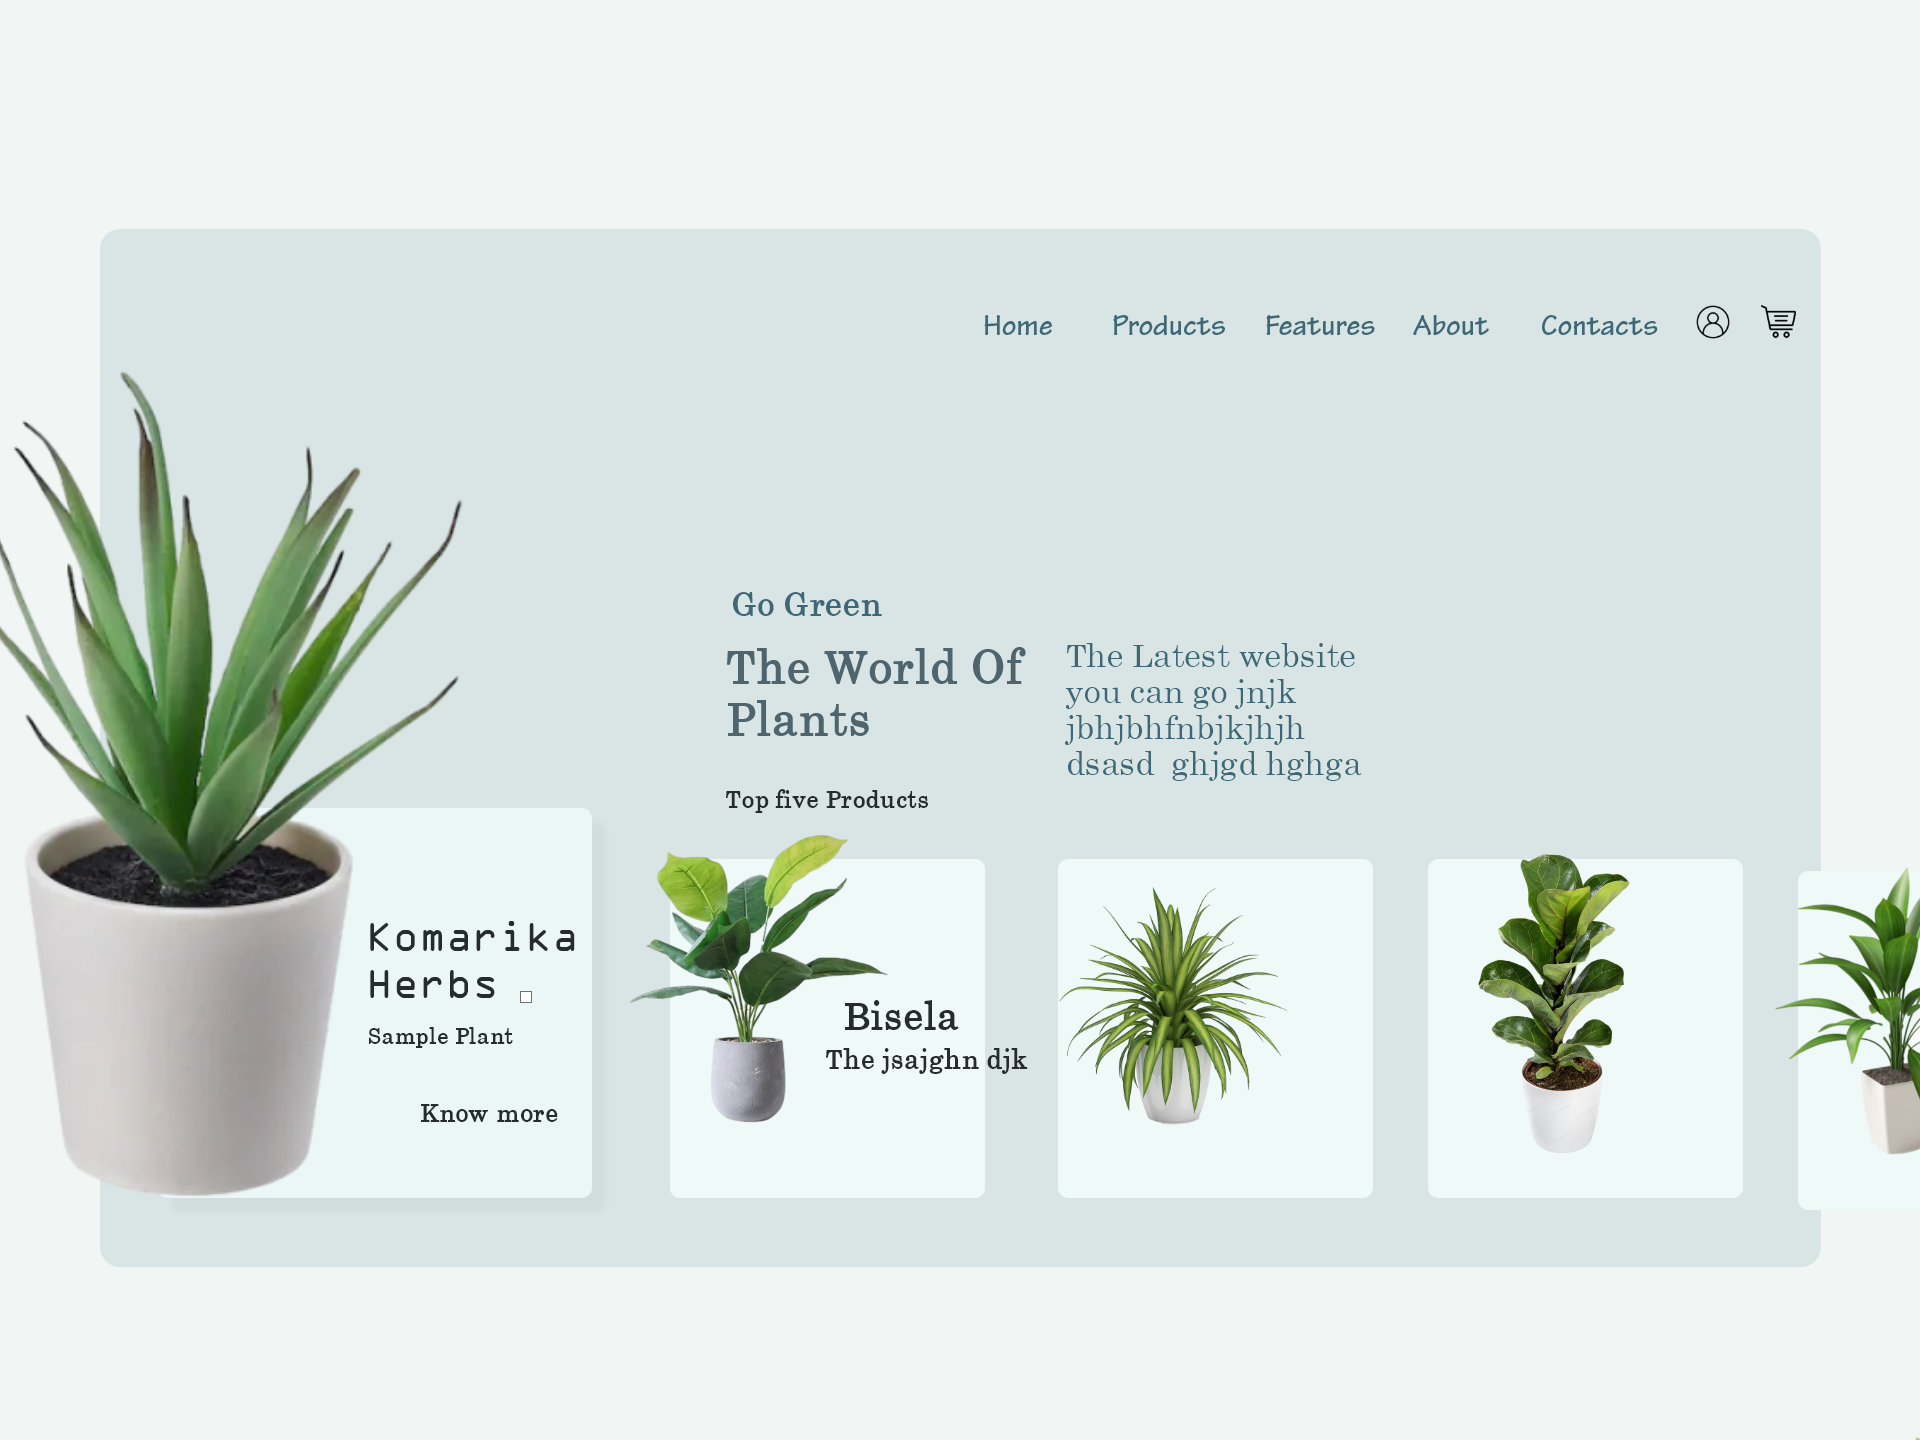 Home Products Features About Contacts
Go Green
The World Of
Plants
The Latest website
you can go jnjk
jbhjbhfnbjkjhjh
dsasd  ghjgd hghga
Top five Products
Komarika
Herbs
Sample Plant
Know more
Bisela
The jsajghn djk